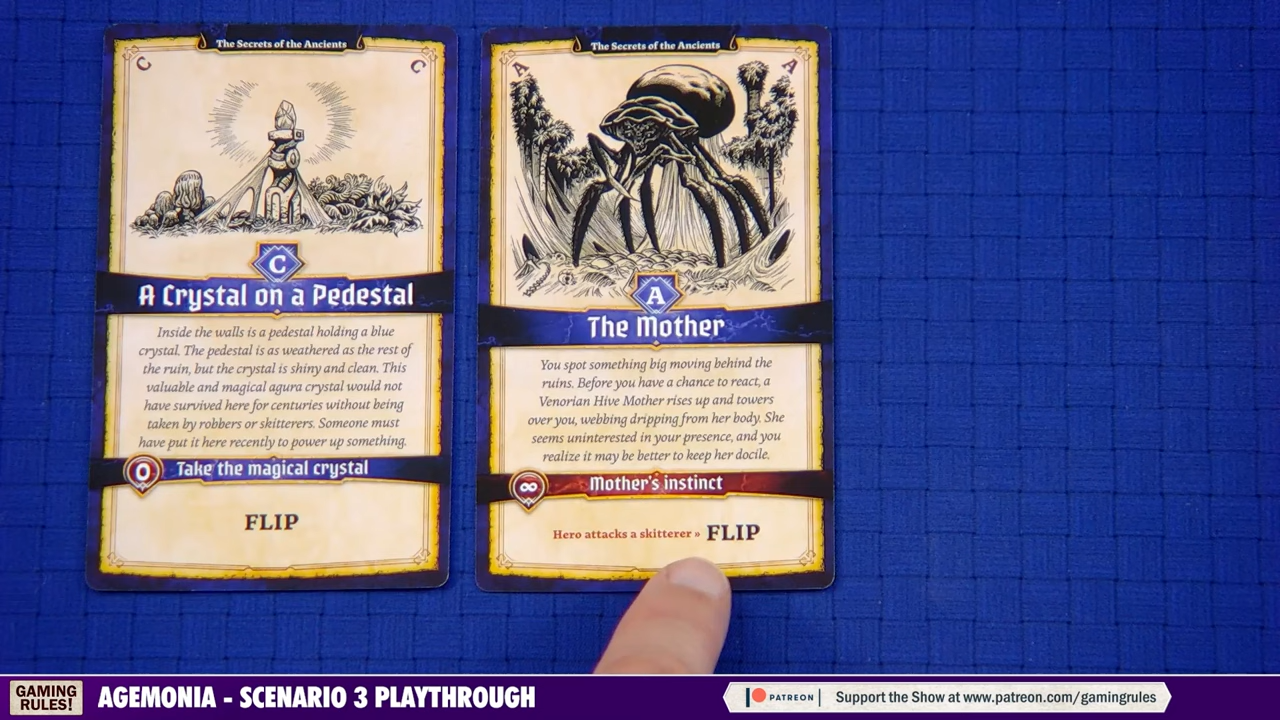 The Secrets of the Ancients
C
C
C
A Crystal on a Pedestal
Inside the walls is a pedestal holding a blue
crystal. The pedestal is as weathered as the rest of
the ruin, but the crystal is shiny and clean. This
valuable and magical agura crystal would not
have survived here for centuries without being
taken by robbers or skitterers. Someone must
have put it here recently to power up something.
0
Take the magical crystal
FLIP
The Secrets of the Ancients
A
A
A
The Mother
You spot something big moving behind the
ruins. Before you have a chance to react, a
Venorian Hive Mother rises up and towers
over you, webbing dripping from her body. She
seems uninterested in your presence, and you
realize it may be better to keep her docile.
∞
Mother's instinct
Hero attacks a skitterer » FLIP
GAMING
RULES!
AGEMONIA - SCENARIO 3 PLAYTHROUGH
PATREON
Support the Show at www.patreon.com/gamingrules